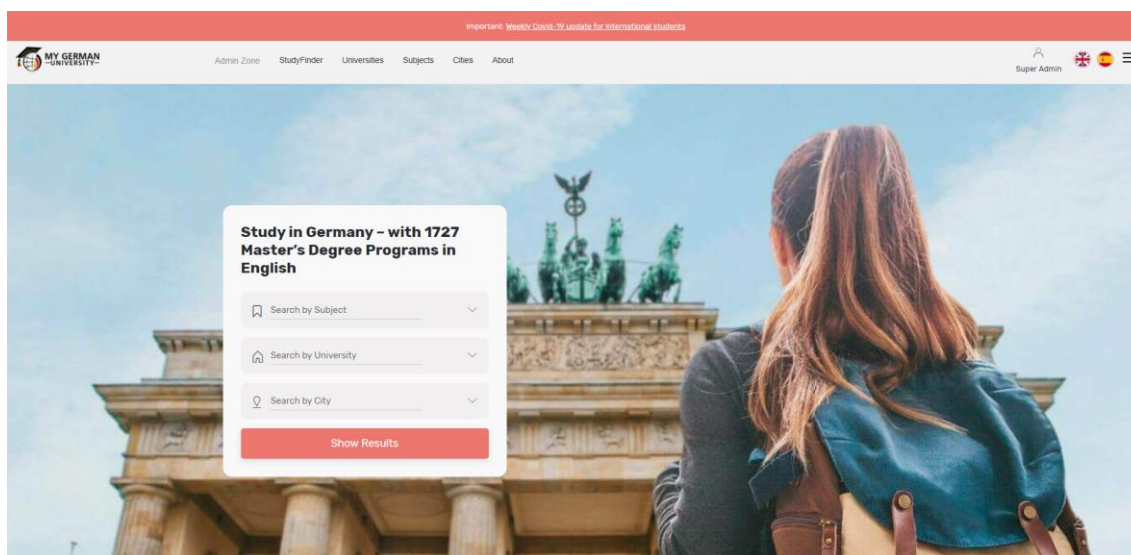 Important: Weekly Covid-19 update for international students
MY GERMAN
-UNIVERSITY-
Admin Zone StudyFinder Universities Subjects Cities About
Super Admin
Study in Germany – with 1727
Master's Degree Programs in
English
Search by Subject
Search by University
Search by City
Show Results